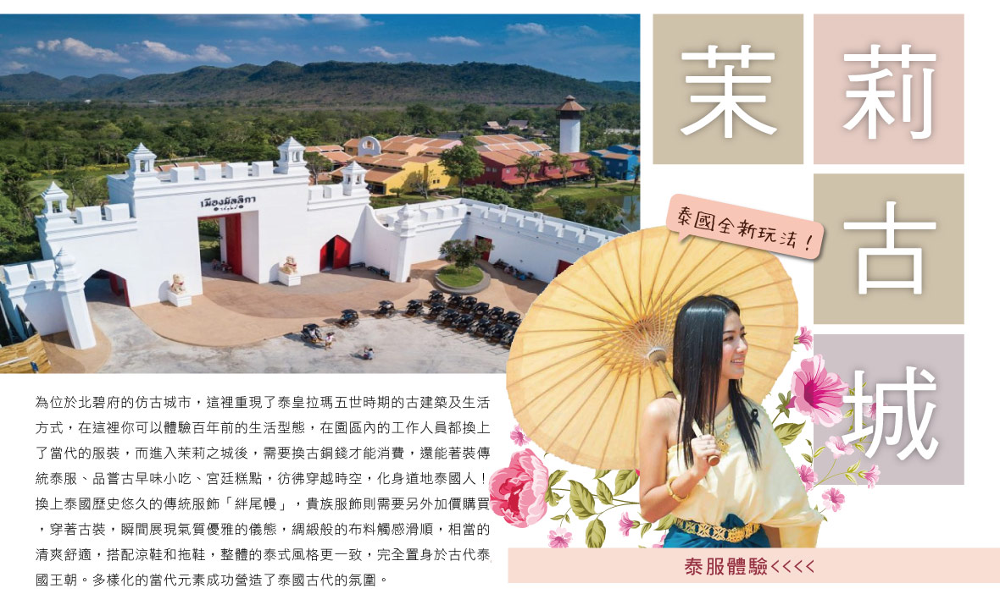 茉莉
古
城
泰國全新玩法！
เมืองมัลลิกา
為位於北碧府的仿古城市，這裡重現了泰皇拉瑪五世時期的古建築及生活
方式，在這裡你可以體驗百年前的生活型態，在園區內的工作人員都換上
了當代的服裝，而進入茉莉之城後，需要換古銅錢才能消費，還能著裝傳
統泰服、品嘗古早味小吃、宮廷糕點，彷彿穿越時空，化身道地泰國人！
換上泰國歷史悠久的傳統服飾「絆尾幔」，貴族服飾則需要另外加價購買
，穿著古裝，瞬間展現氣質優雅的儀態，綢緞般的布料觸感滑順，相當的
清爽舒適，搭配涼鞋和拖鞋，整體的泰式風格更一致，完全置身於古代泰
國王朝。多樣化的當代元素成功營造了泰國古代的氛圍。
泰服體驗<<<<